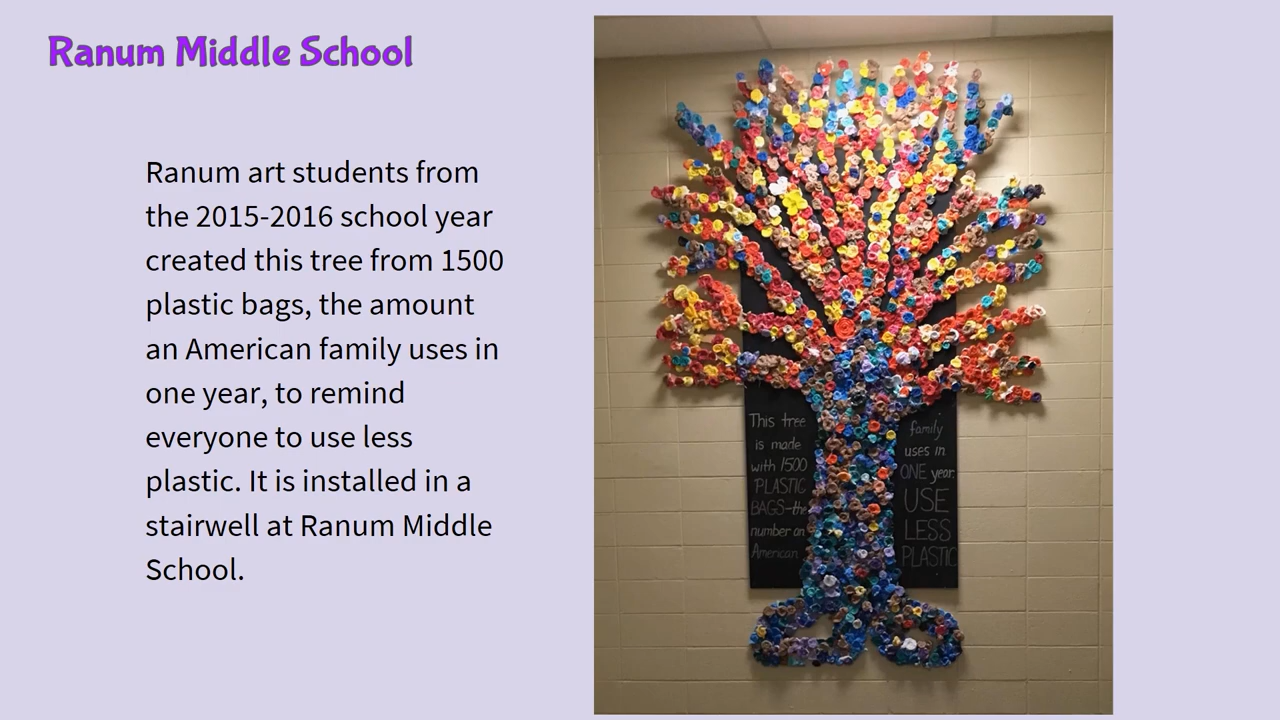 Ranum Middle School
Ranum art students from
the 2015-2016 school year
created this tree from 1500
plastic bags, the amount
an American family uses in
one year, to remind
everyone to use less
plastic. It is installed in a
stairwell at Ranum Middle
School.
This tree
is made
with 1500
PLASTIC
BAGS-the
number an
American
family
uses in
ONE year.
USE
LESS
PLASTIC